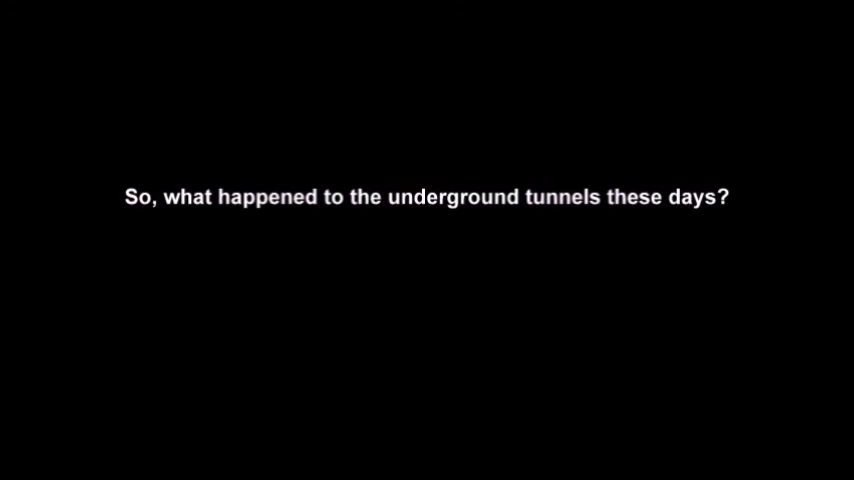 So, what happened to the underground tunnels these days?